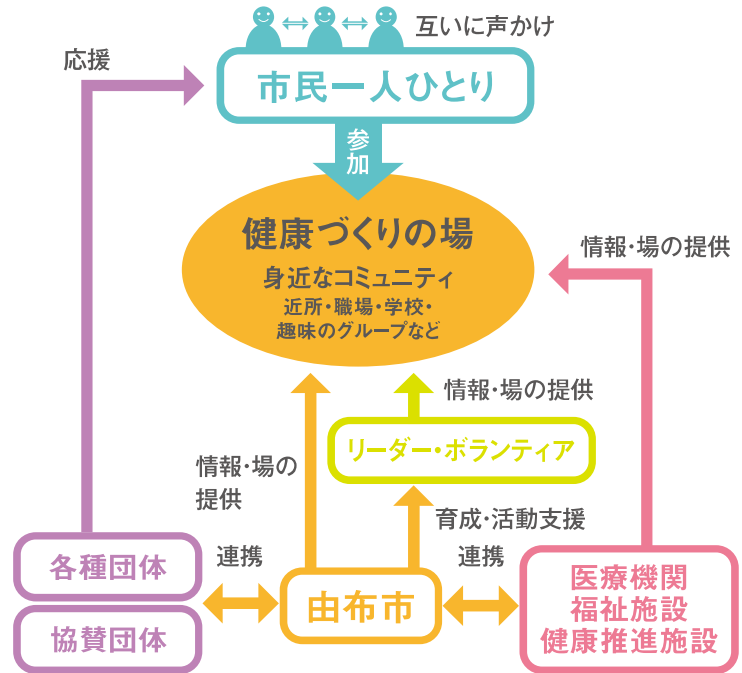 互いに声かけ
応援
市民一人ひとり
参加
健康づくりの場
身近なコミュニティ
近所・職場・学校・
趣味のグループなど
情報・場の提供
情報・場の提供
リーダー・ボランティア
情報・場の
提供
育成・活動支援
各種団体
連携
連携
由布市
協賛団体
医療機関
福祉施設
健康推進施設